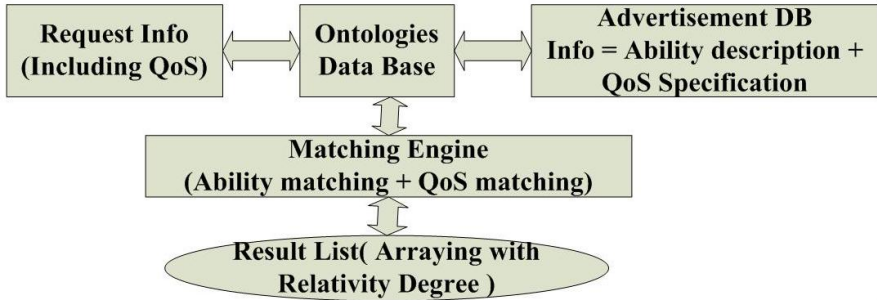 Request Info
(Including QoS)
Ontologies
Data Base
Advertisement DB
Info = Ability description +
QoS Specification
Matching Engine
(Ability matching + QoS matching)
Result List( Arraying with
Relativity Degree )